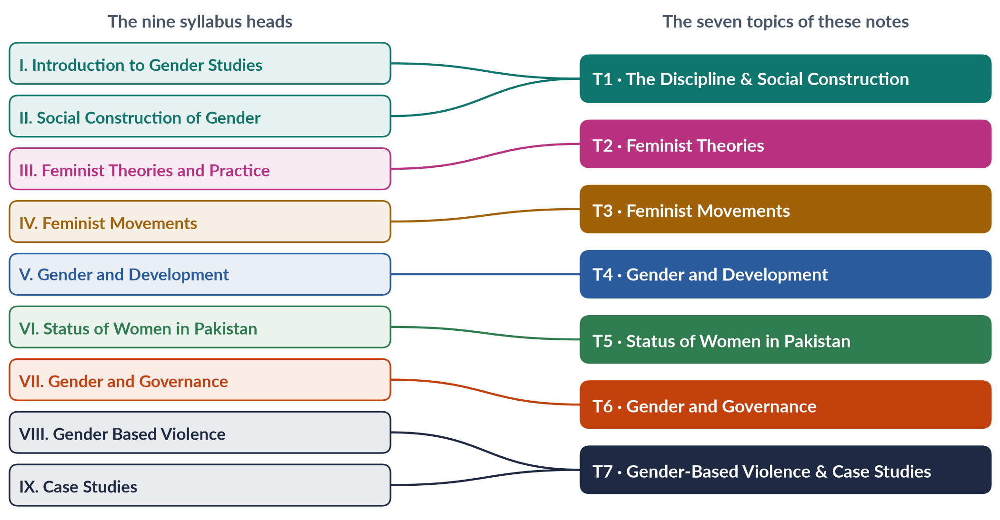 The nine syllabus heads
I. Introduction to Gender Studies
II. Social Construction of Gender
III. Feminist Theories and Practice
IV. Feminist Movements
V. Gender and Development
VI. Status of Women in Pakistan
VII. Gender and Governance
VIII. Gender Based Violence
IX. Case Studies
The seven topics of these notes
T1 · The Discipline & Social Construction
T2 · Feminist Theories
T3 · Feminist Movements
T4 · Gender and Development
T5 · Status of Women in Pakistan
T6 · Gender and Governance
T7 · Gender-Based Violence & Case Studies